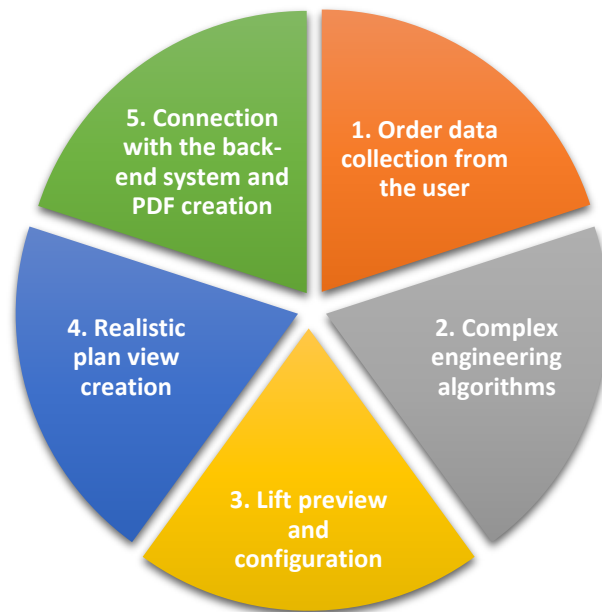 1. Order data
collection from
the user
2. Complex
engineering
algorithms
3. Lift preview
and
configuration
4. Realistic
plan view
creation
5. Connection
with the back-
end system and
PDF creation